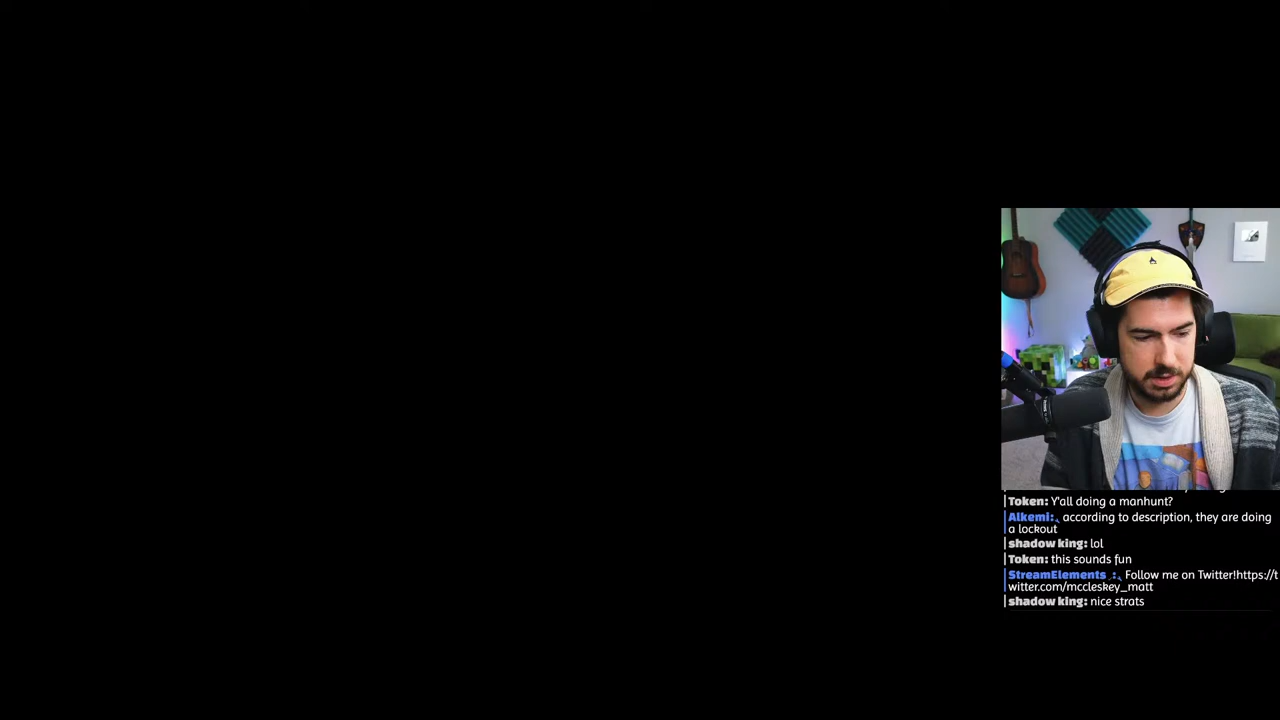 Token: Y'all doing a manhunt?
Alkemi: according to description, they are doing
a lockout
shadow king: lol
Token: this sounds fun
StreamElements : Follow me on Twitter!https://t
witter.com/mccleskey_matt
shadow king: nice strats